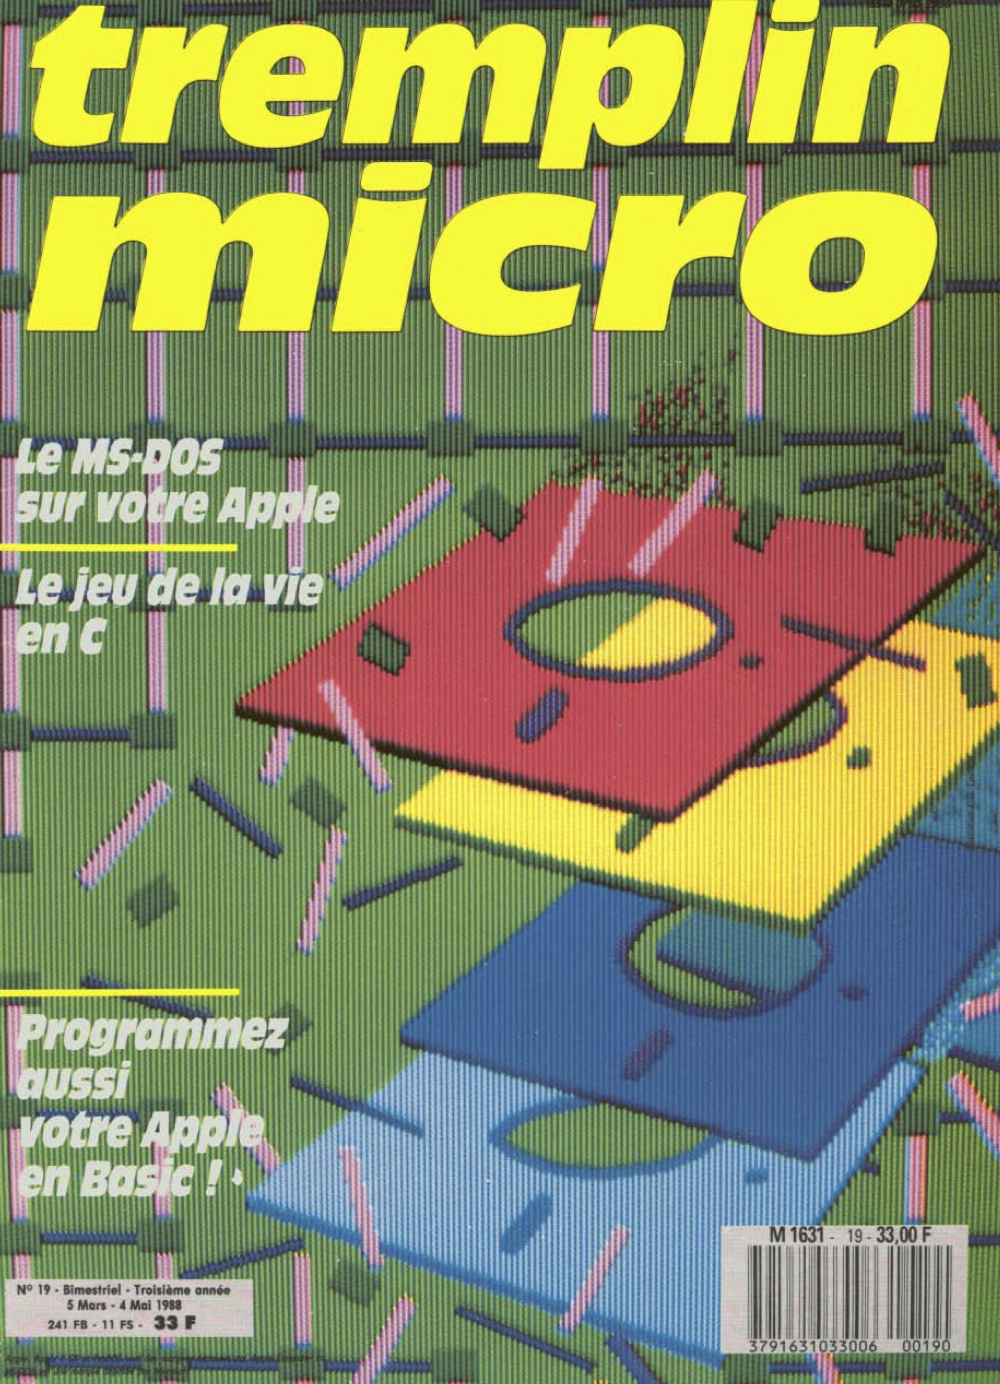 tremplin
micro
Le MS-DOS
sur votre Apple
Le jeu de la vie
en C
Programmez
aussi
votre Apple
en Basic !
M 1631 - 19 - 33,00 F
3791631033006 00190
N° 19 - Bimestriel - Troisième année
5 Mars - 4 Mai 1988
241 FB - 11 FS - 33 F